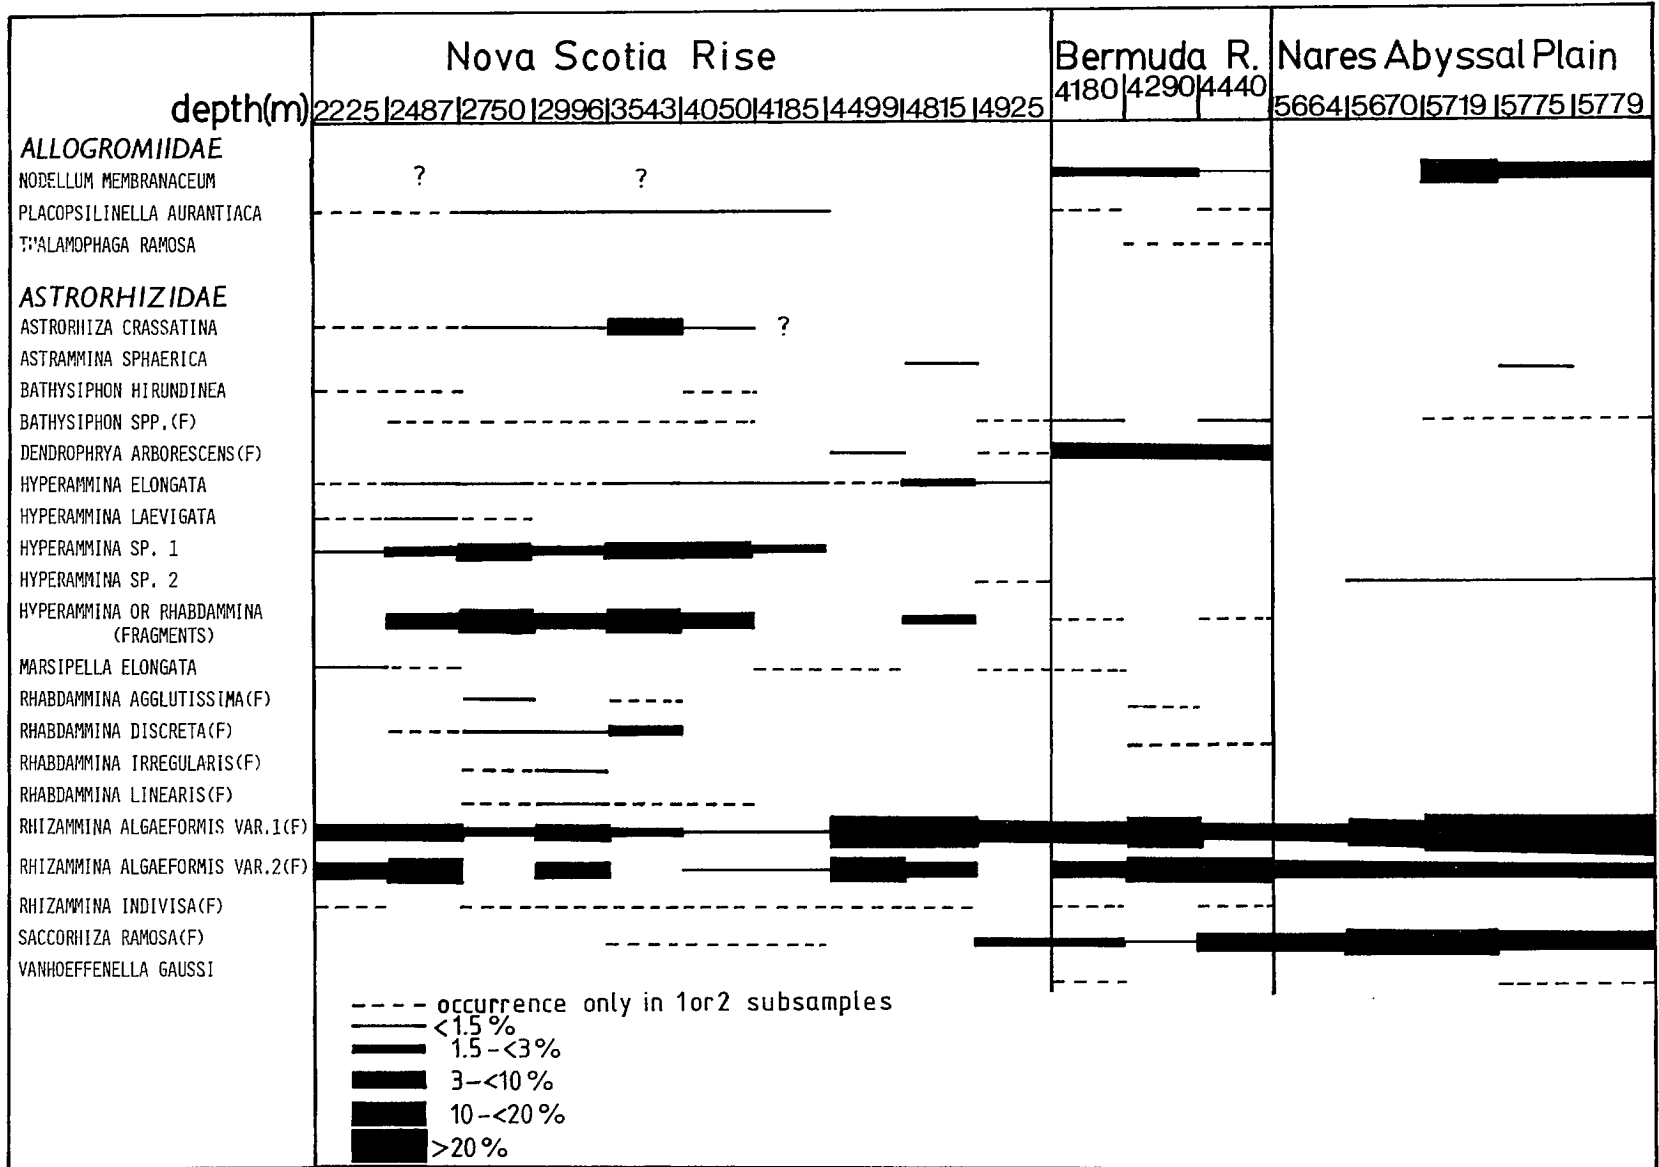 Nova Scotia Rise
Bermuda R.
Nares Abyssal Plain
depth(m) 2225 2487 2750 2996 3543 4050 4185 4499 4815 4925 4180 4290 4440 5664 5670 5719 5775 5779
ALLOGROMIIDAE
NODELLUM MEMBRANACEUM ? ?
PLACOPSILINELLA AURANTIACA
THALAMOPHAGA RAMOSA
ASTRORHIZIDAE
ASTRORHIZA CRASSATINA ?
ASTRAMMINA SPHAERICA
BATHYSIPHON HIRUNDINEA
BATHYSIPHON SPP.(F)
DENDROPHRYA ARBORESCENS(F)
HYPERAMMINA ELONGATA
HYPERAMMINA LAEVIGATA
HYPERAMMINA SP. 1
HYPERAMMINA SP. 2
HYPERAMMINA OR RHABDAMMINA
(FRAGMENTS)
MARSIPELLA ELONGATA
RHABDAMMINA AGGLUTISSIMA(F)
RHABDAMMINA DISCRETA(F)
RHABDAMMINA IRREGULARIS(F)
RHABDAMMINA LINEARIS(F)
RHIZAMMINA ALGAEFORMIS VAR.1(F)
RHIZAMMINA ALGAEFORMIS VAR.2(F)
RHIZAMMINA INDIVISA(F)
SACCORHIZA RAMOSA(F)
VANHOEFFENELLA GAUSSI
occurrence only in 1or2 subsamples
<1.5%
1.5-<3%
3-<10%
10-<20%
>20%